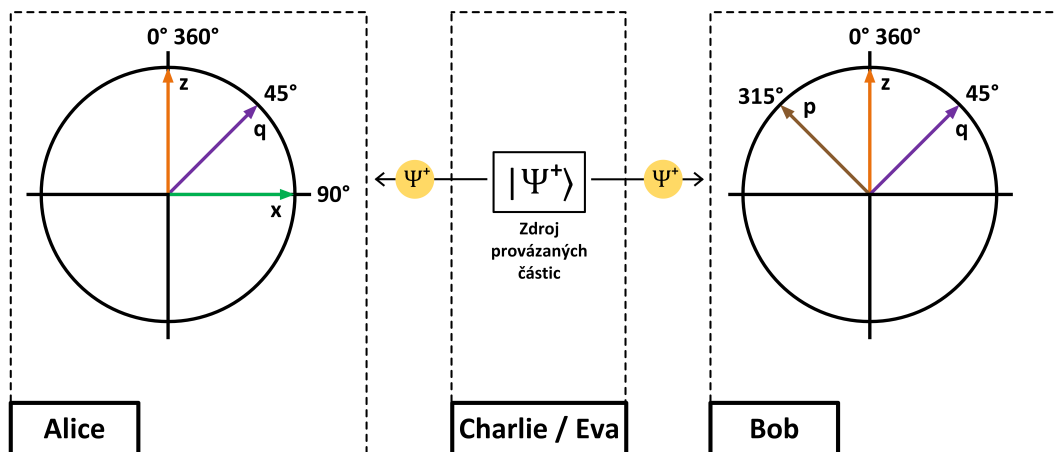 0° 360°
z
45°
q
90°
x
Alice
Ψ⁺
|Ψ⁺⟩
Ψ⁺
Zdroj
provázaných
částic
Charlie / Eva
0° 360°
315°
p
z
45°
q
Bob